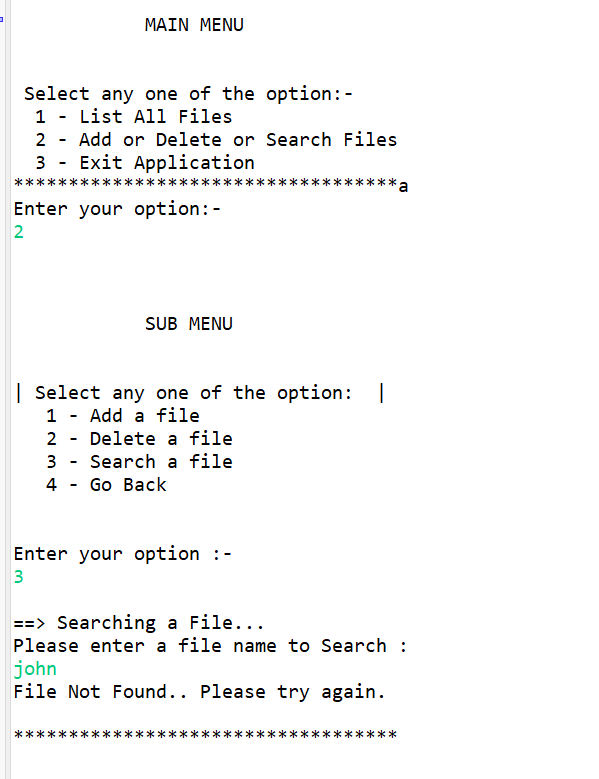 MAIN MENU
Select any one of the option:-
1 - List All Files
2 - Add or Delete or Search Files
3 - Exit Application
***********************************a
Enter your option:-
2
SUB MENU
| Select any one of the option:  |
1 - Add a file
2 - Delete a file
3 - Search a file
4 - Go Back
Enter your option :-
3
==> Searching a File...
Please enter a file name to Search :
john
File Not Found.. Please try again.
***********************************